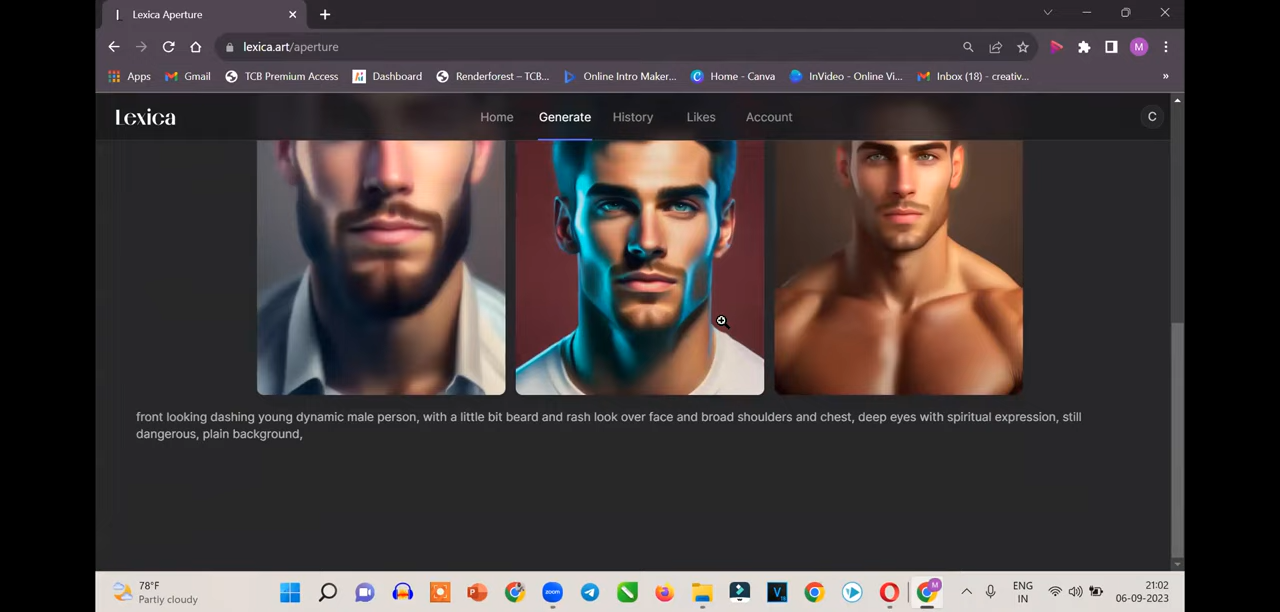 Lexica Aperture
lexica.art/aperture
M
Apps
Gmail
TCB Premium Access
Dashboard
Renderforest – TCB...
Online Intro Maker...
Home - Canva
InVideo - Online Vi...
Inbox (18) - creativ...
»
Lexica
Home
Generate
History
Likes
Account
C
front looking dashing young dynamic male person, with a little bit beard and rash look over face and broad shoulders and chest, deep eyes with spiritual expression, still
dangerous, plain background,
78°F
Partly cloudy
zoom
M
ENG
IN
21:02
06-09-2023